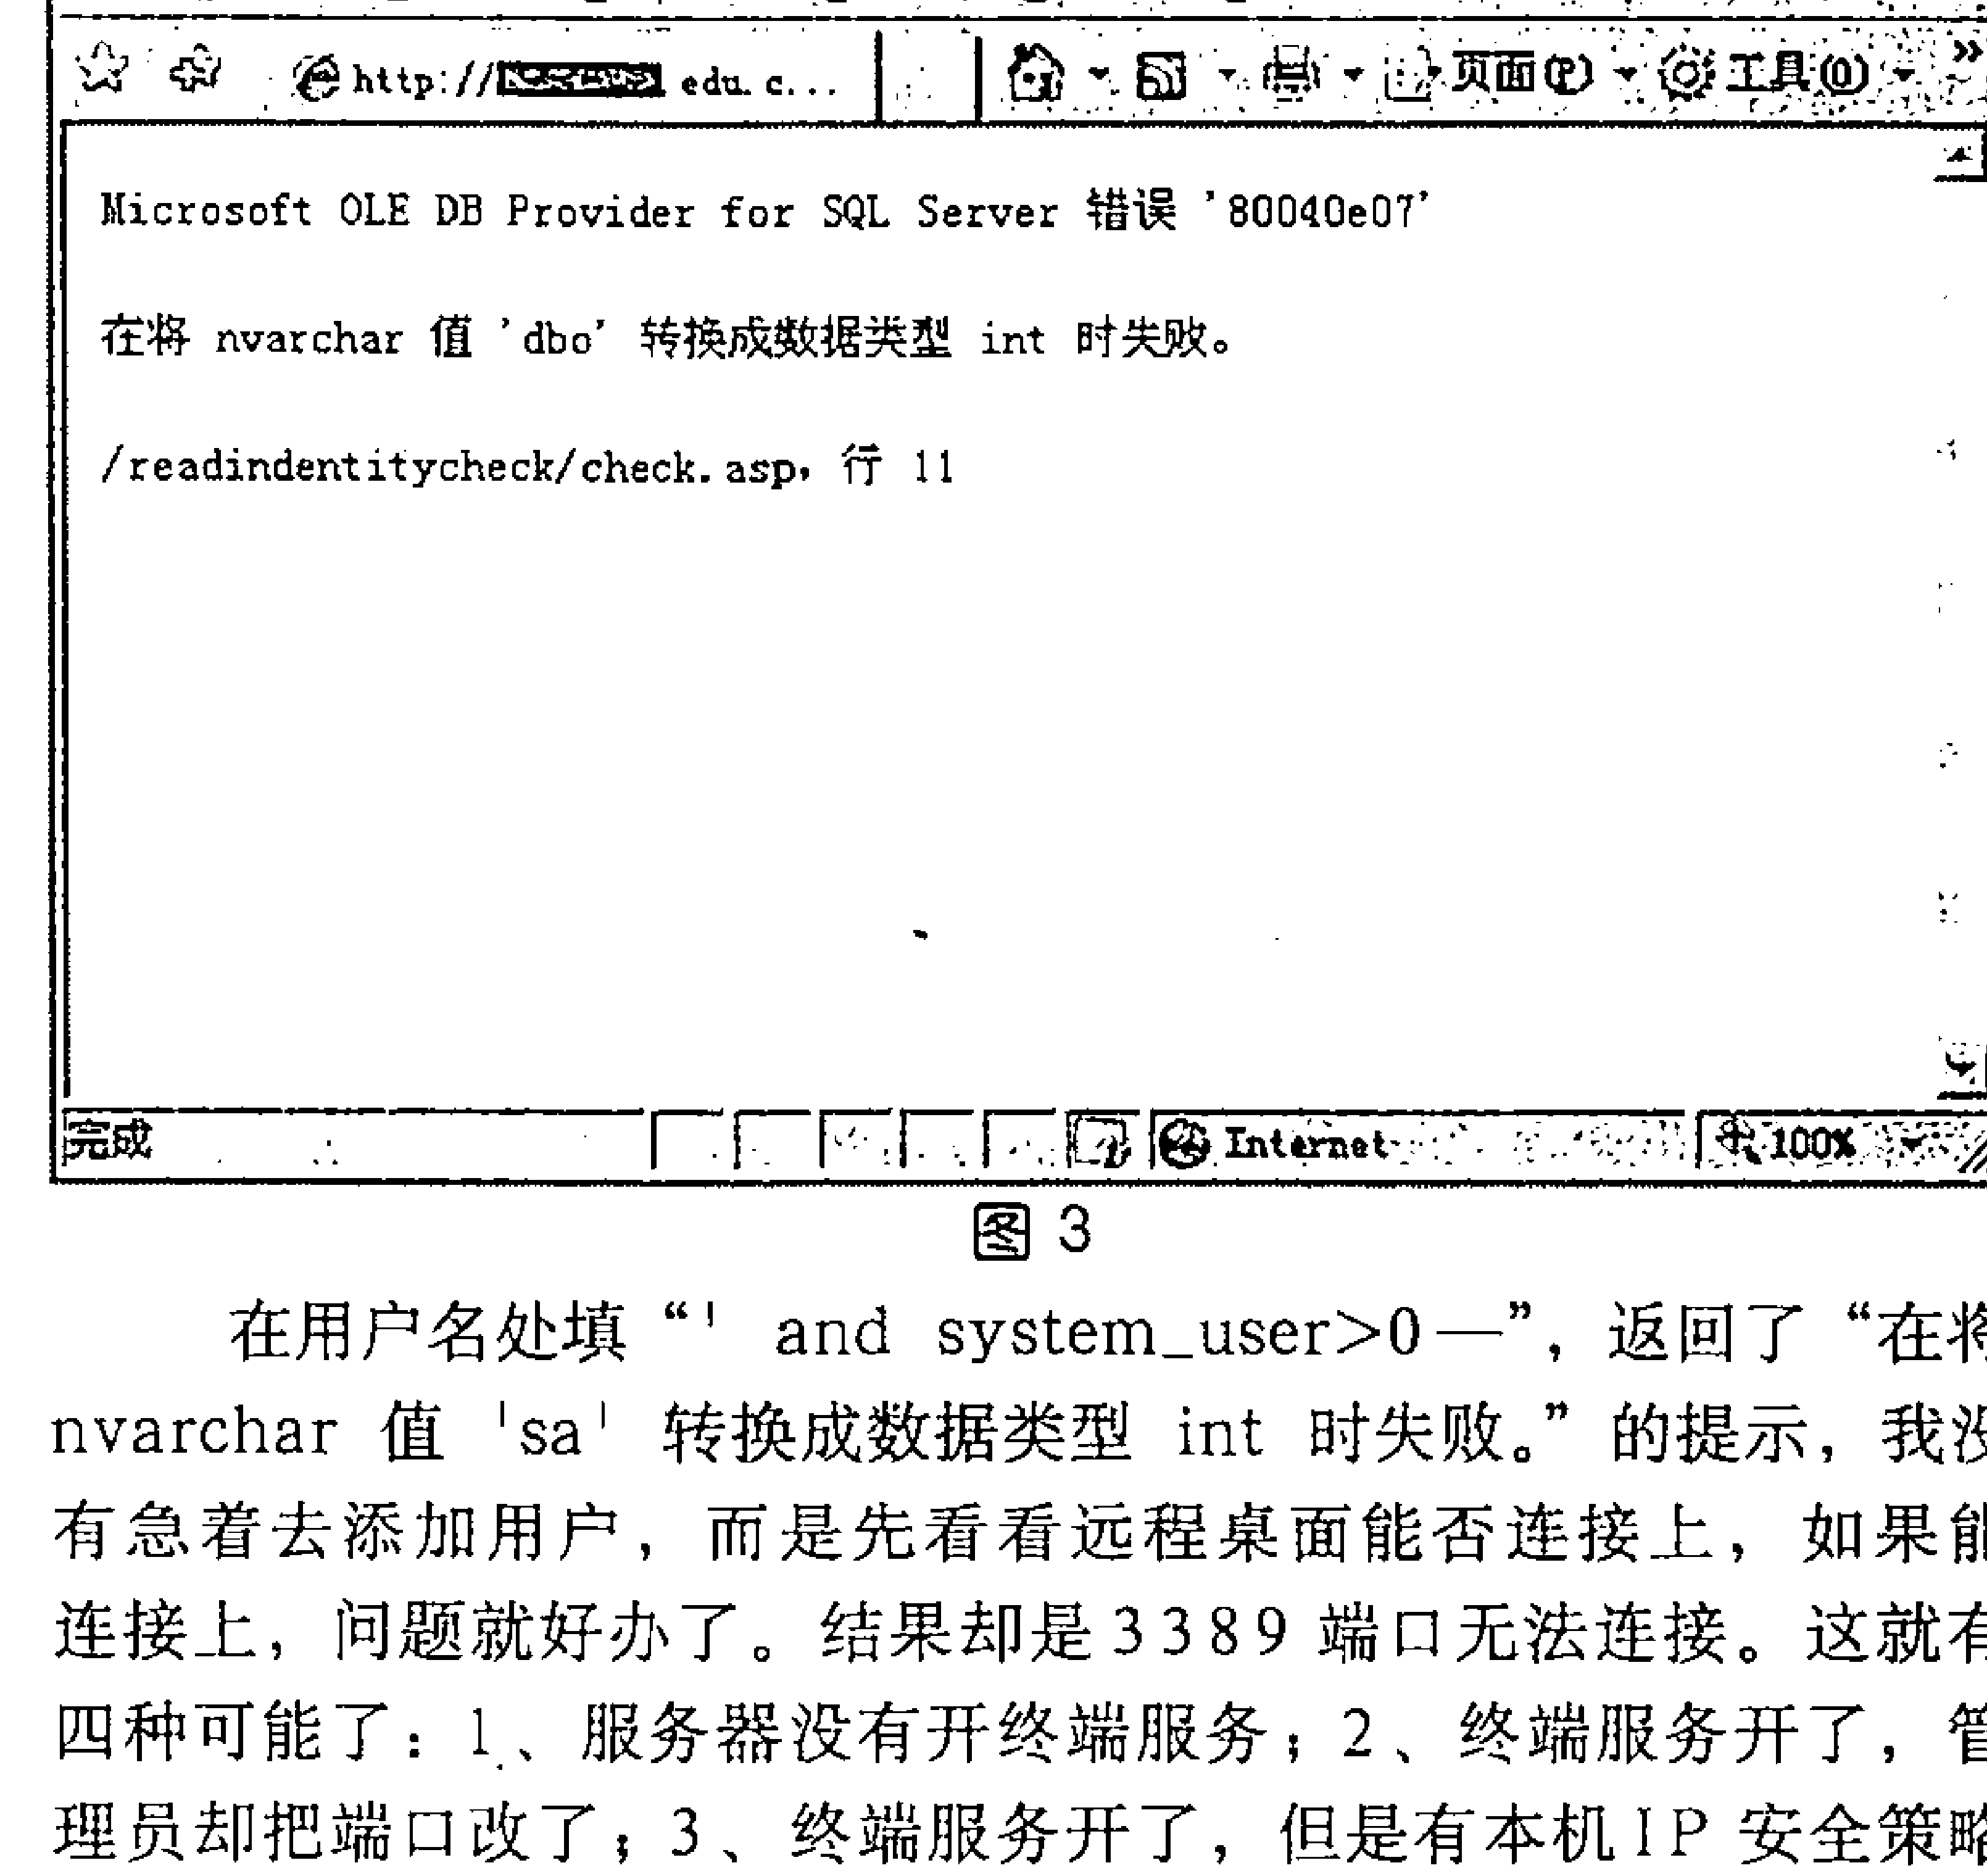 http:// edu. c...
页面(P) 工具(O) »
Microsoft OLE DB Provider for SQL Server 错误 '80040e07'
在将 nvarchar 值 'dbo' 转换成数据类型 int 时失败。
/readindentitycheck/check.asp，行 11
完成 Internet 100%
图 3
在用户名处填“' and system_user>0—”，返回了“在将
nvarchar 值 'sa' 转换成数据类型 int 时失败。”的提示，我没
有急着去添加用户，而是先看看远程桌面能否连接上，如果能
连接上，问题就好办了。结果却是3389端口无法连接。这就有
四种可能了：1、服务器没有开终端服务；2、终端服务开了，管
理员却把端口改了；3、终端服务开了，但是有本机IP安全策略